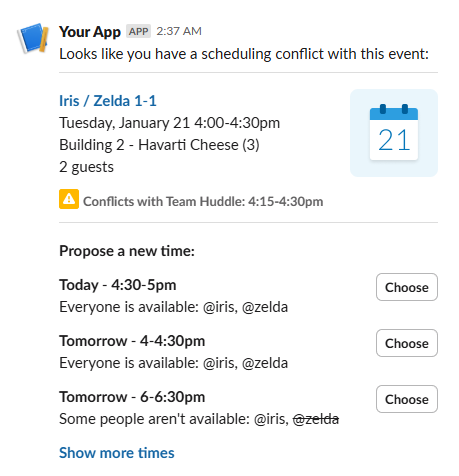 Your App APP 2:37 AM
Looks like you have a scheduling conflict with this event:
Iris / Zelda 1-1
Tuesday, January 21 4:00-4:30pm
Building 2 - Havarti Cheese (3)
2 guests
21
Conflicts with Team Huddle: 4:15-4:30pm
Propose a new time:
Today - 4:30-5pm
Everyone is available: @iris, @zelda
Choose
Tomorrow - 4-4:30pm
Everyone is available: @iris, @zelda
Choose
Tomorrow - 6-6:30pm
Some people aren't available: @iris, @zelda
Choose
Show more times